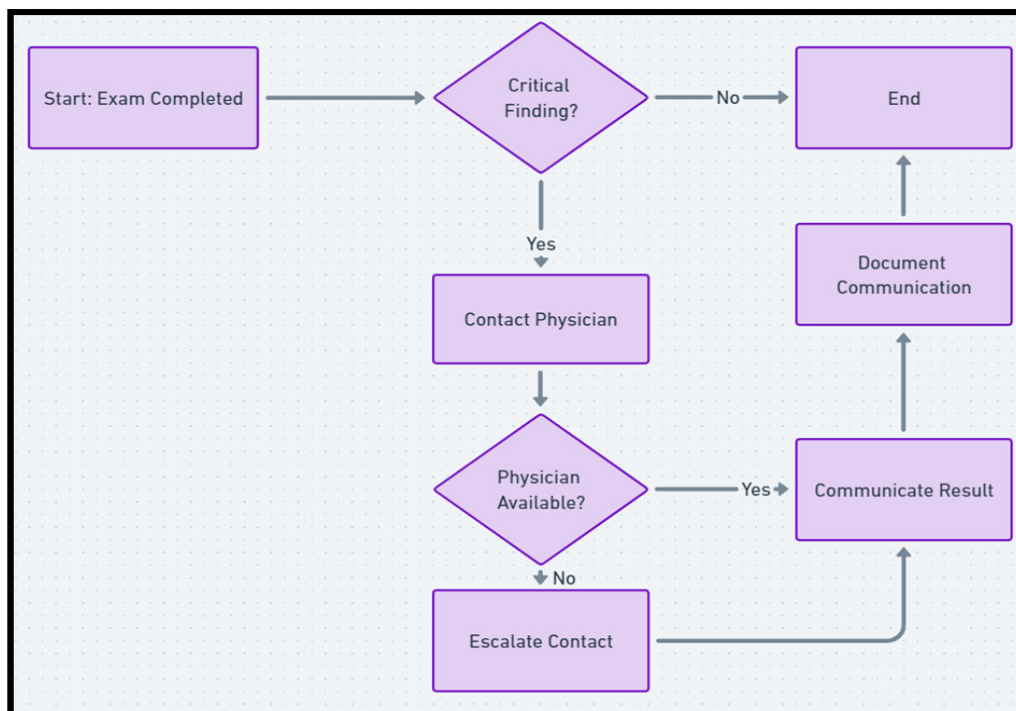 Start: Exam Completed
Critical
Finding?
No
End
Yes
Document
Communication
Contact Physician
Physician
Available?
Yes
Communicate Result
No
Escalate Contact